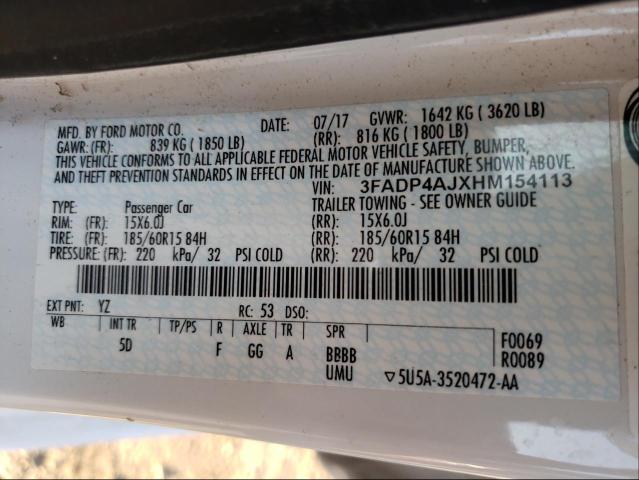 MFD. BY FORD MOTOR CO. DATE: 07/17 GVWR: 1642 KG ( 3620 LB)
GAWR: (FR): 839 KG ( 1850 LB) (RR): 816 KG ( 1800 LB)
THIS VEHICLE CONFORMS TO ALL APPLICABLE FEDERAL MOTOR VEHICLE SAFETY, BUMPER,
THEFT PREVENTION STANDARDS IN EFFECT ON THE DATE OF MANUFACTURE SHOWN ABOVE.
VIN: 3FADP4AJXHM154113
TYPE: Passenger Car TRAILER TOWING - SEE OWNER GUIDE
RIM: (FR): 15X6.0J (RR): 15X6.0J
TIRE: (FR): 185/60R15 84H (RR): 185/60R15 84H
PRESSURE: (FR): 220 kPa/ 32 PSI COLD (RR): 220 kPa/ 32 PSI COLD
EXT PNT: YZ RC: 53 DSO:
WB INT TR TP/PS R AXLE TR SPR F0069
5D F GG A BBBB R0089
UMU ▽5U5A-3520472-AA